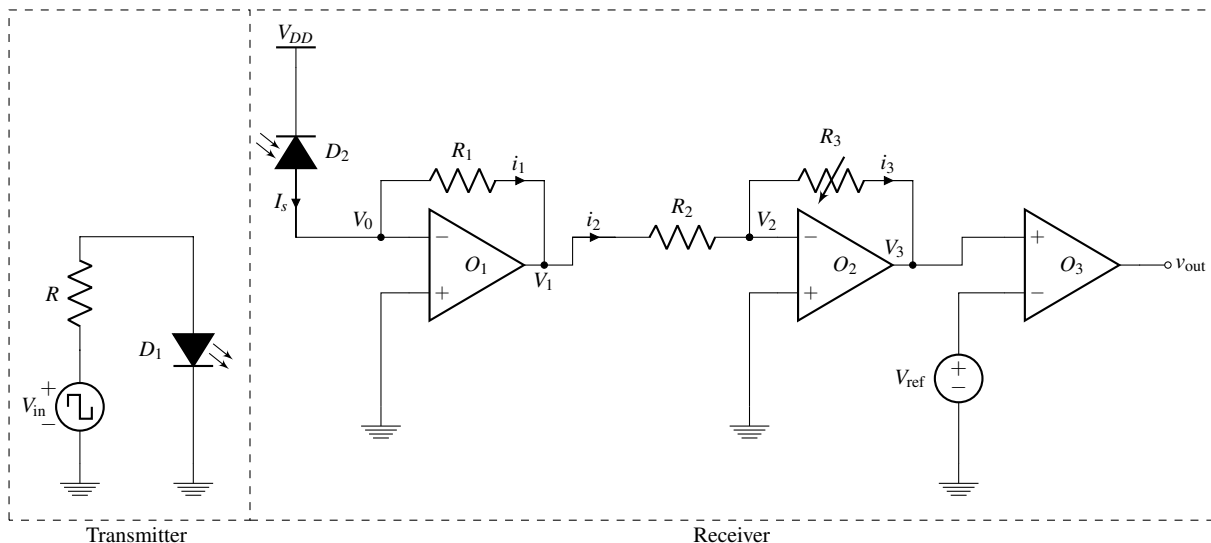 V_DD
D_2
I_s
V_0
R_1
i_1
−
+
O_1
V_1
i_2
R_2
V_2
R_3
i_3
−
+
O_2
V_3
+
−
O_3
v_out
V_ref
+
−
R
D_1
V_in
+
−
Transmitter
Receiver